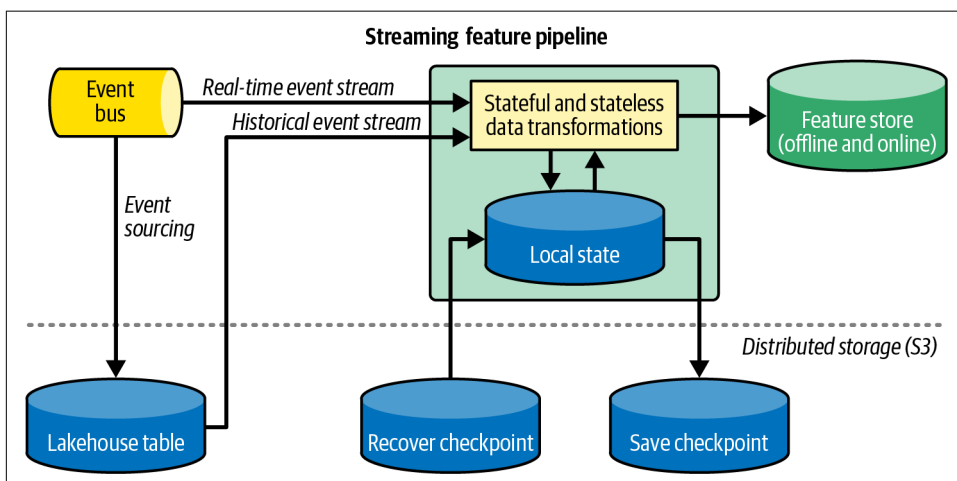 Streaming feature pipeline
Event
bus
Real-time event stream
Historical event stream
Stateful and stateless
data transformations
Feature store
(offline and online)
Event
sourcing
Local state
Distributed storage (S3)
Lakehouse table
Recover checkpoint
Save checkpoint